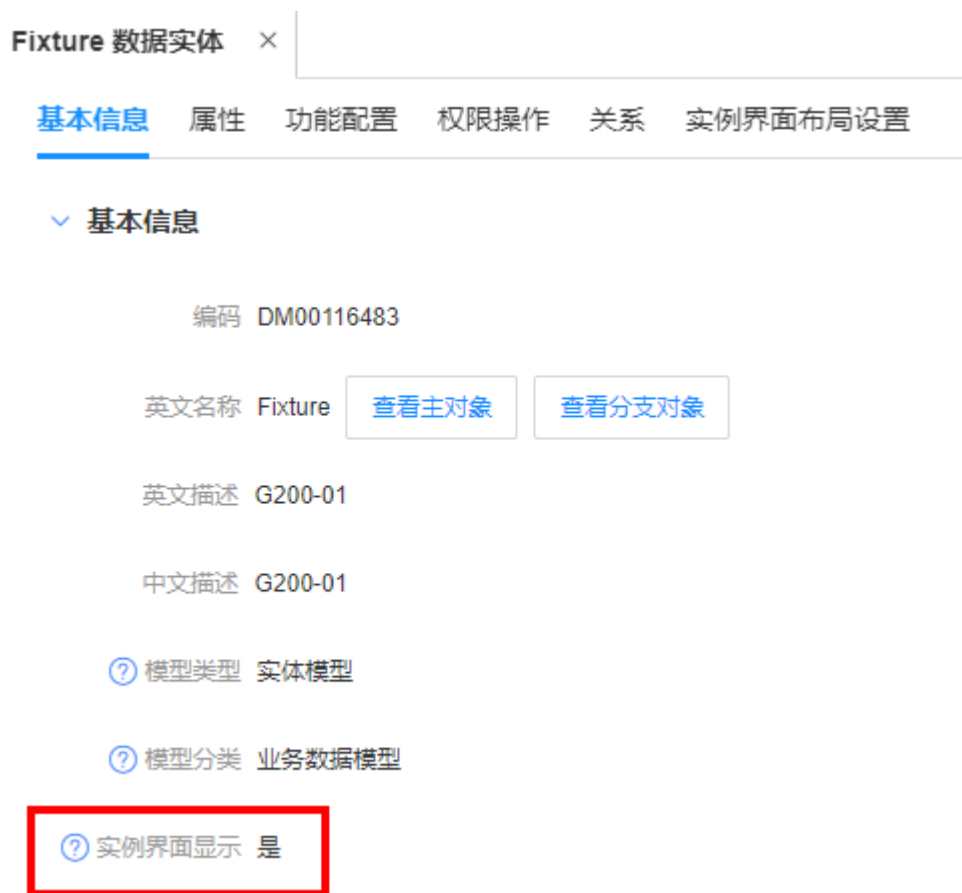 Fixture 数据实体 ×
基本信息 属性 功能配置 权限操作 关系 实例界面布局设置
基本信息
编码 DM00116483
英文名称 Fixture 查看主对象 查看分支对象
英文描述 G200-01
中文描述 G200-01
? 模型类型 实体模型
? 模型分类 业务数据模型
? 实例界面显示 是